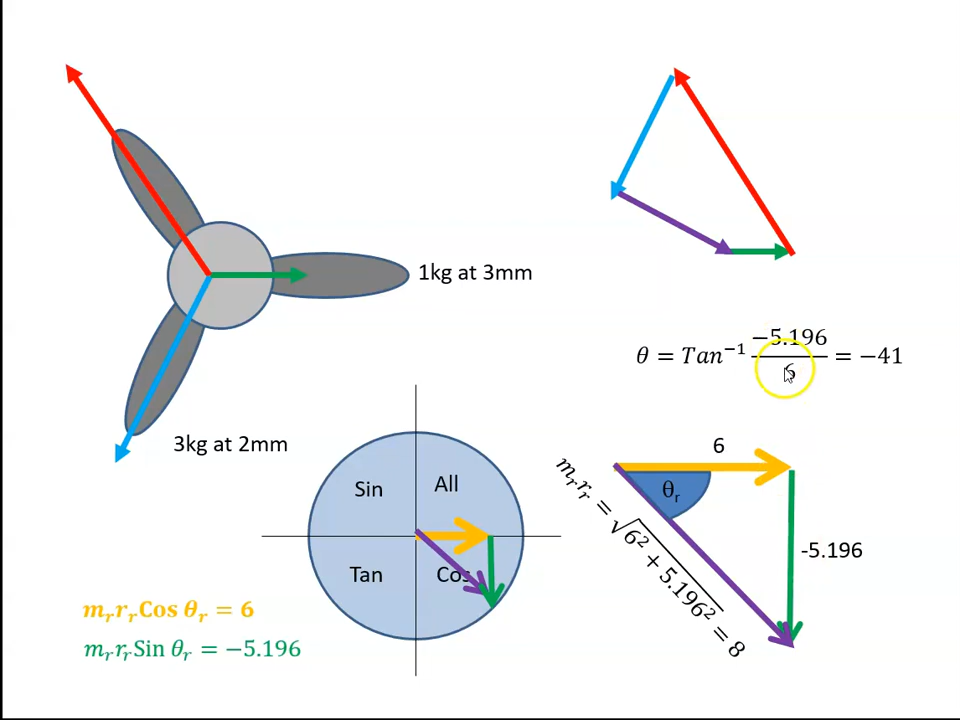 1kg at 3mm
θ = Tan⁻¹ −5.196/6 = −41
3kg at 2mm
6
Sin
All
θr
mᵣrᵣ = √6² + 5.196² = 8
-5.196
Tan
Cos
mᵣrᵣCos θᵣ = 6
mᵣrᵣSin θᵣ = −5.196